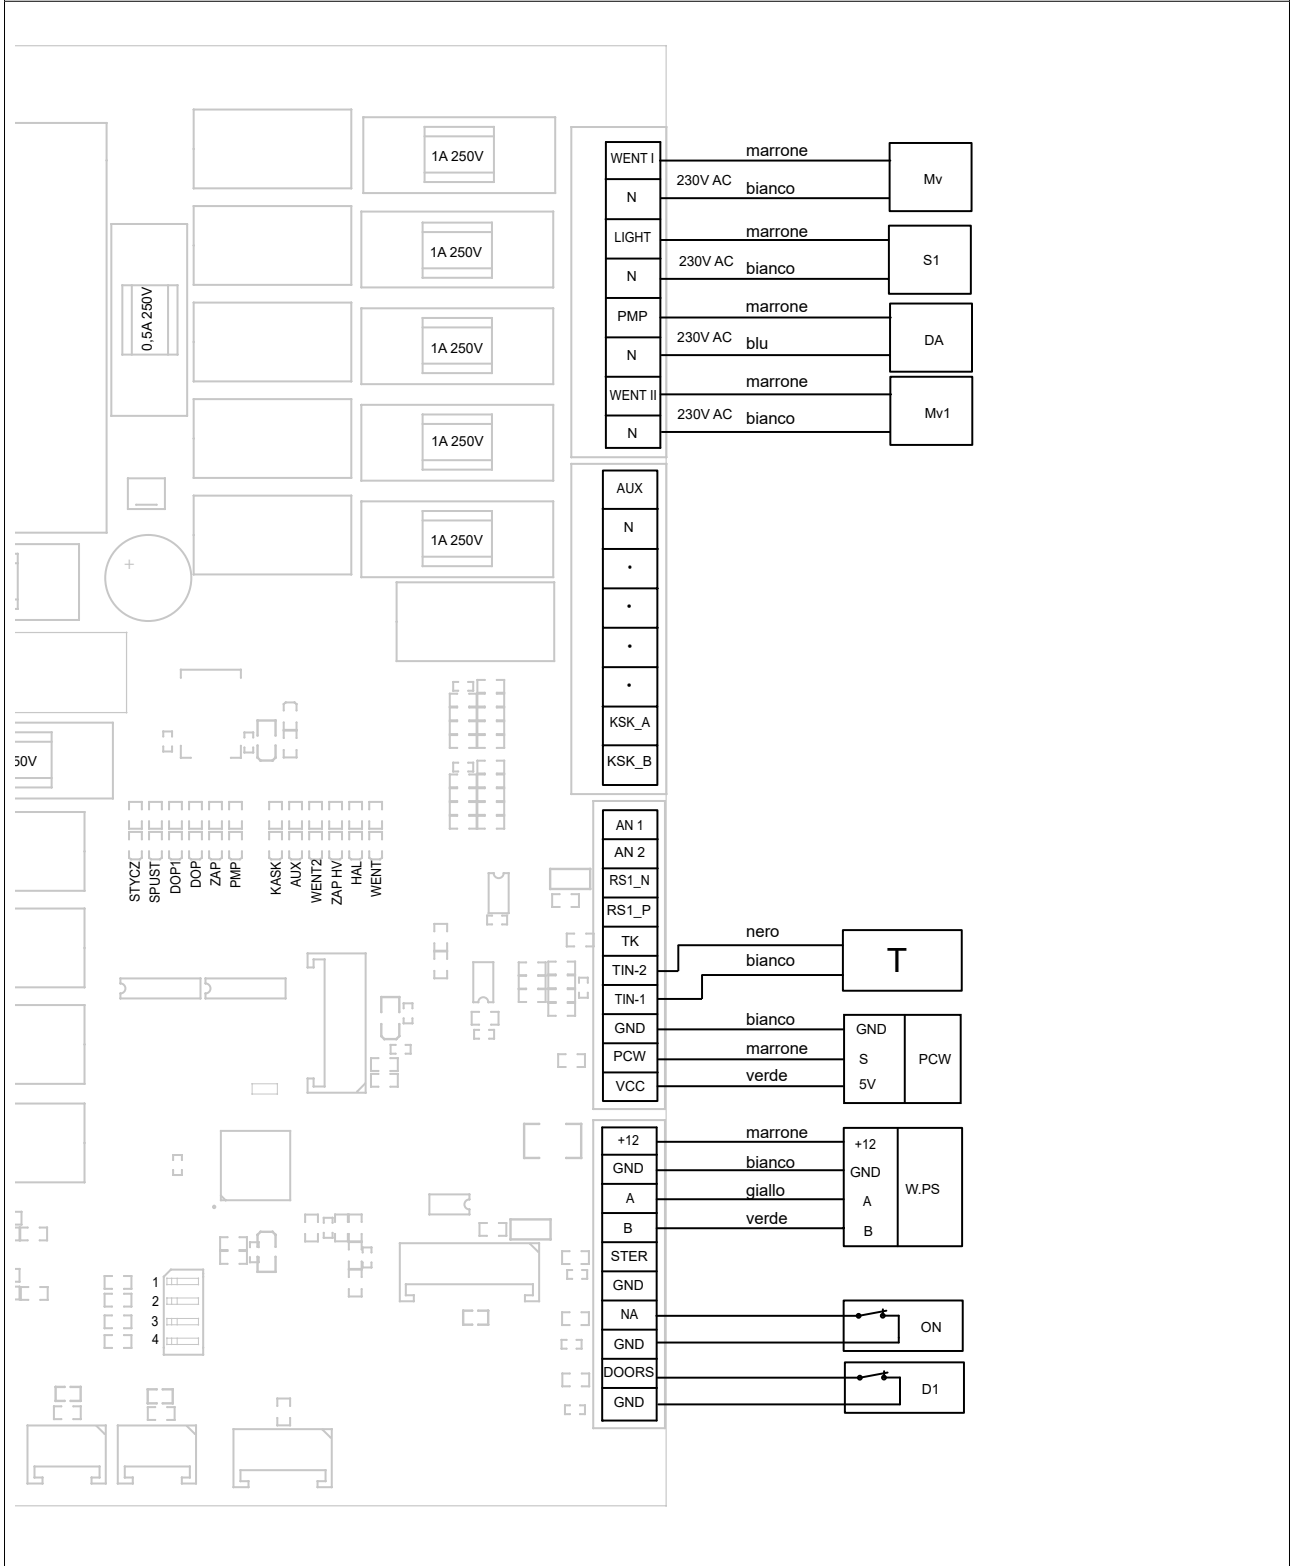 1A 250V
1A 250V
1A 250V
1A 250V
1A 250V
0,5A 250V
50V
WENT I
N
LIGHT
N
PMP
N
WENT II
N
marrone
230V AC
bianco
Mv
marrone
230V AC
bianco
S1
marrone
230V AC
blu
DA
marrone
230V AC
bianco
Mv1
AUX
N
.
.
.
.
KSK_A
KSK_B
STYCZ
SPUST
DOP1
DOP
ZAP
PMP
KASK
AUX
WENT2
ZAP HV
HAL
WENT
AN 1
AN 2
RS1_N
RS1_P
TK
TIN-2
TIN-1
GND
PCW
VCC
nero
bianco
T
bianco
marrone
verde
GND
S
5V
PCW
+12
GND
A
B
STER
GND
NA
GND
DOORS
GND
marrone
bianco
giallo
verde
+12
GND
A
B
W.PS
ON
D1
+
1
2
3
4